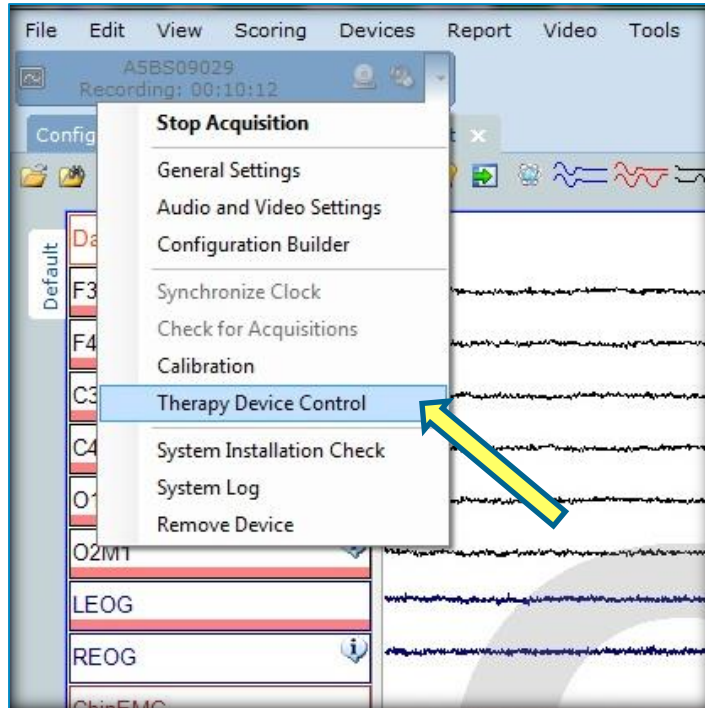 File Edit View Scoring Devices Report Video Tools
A5BS09029
Recording: 00:10:12
Stop Acquisition
General Settings
Audio and Video Settings
Configuration Builder
Synchronize Clock
Check for Acquisitions
Calibration
Therapy Device Control
System Installation Check
System Log
Remove Device
Default
F3
F4
C3
C4
O1
O2M1
LEOG
REOG